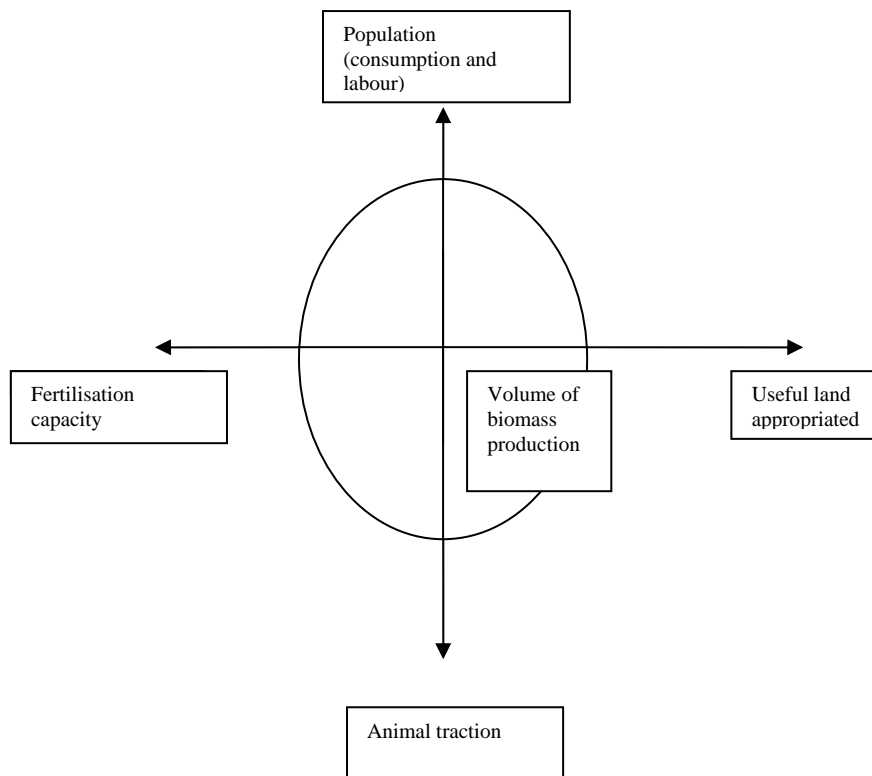 Population
(consumption and
labour)
Fertilisation
capacity
Volume of
biomass
production
Useful land
appropriated
Animal traction